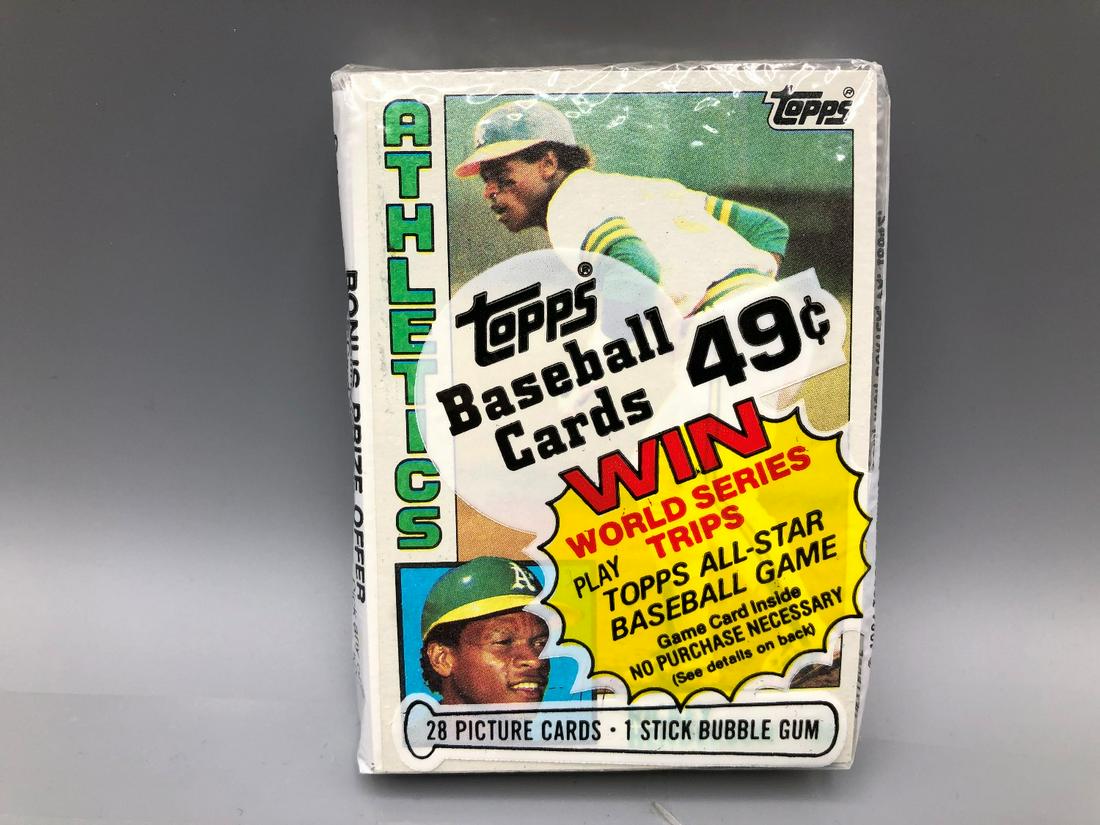 ATHLETICS
topps®
topps®
Baseball
Cards
49¢
WIN
WORLD SERIES
TRIPS
PLAY
TOPPS ALL-STAR
BASEBALL GAME
Game Card Inside
NO PURCHASE NECESSARY
(See details on back)
28 PICTURE CARDS · 1 STICK BUBBLE GUM
BONUS PRIZE OFFER
A's